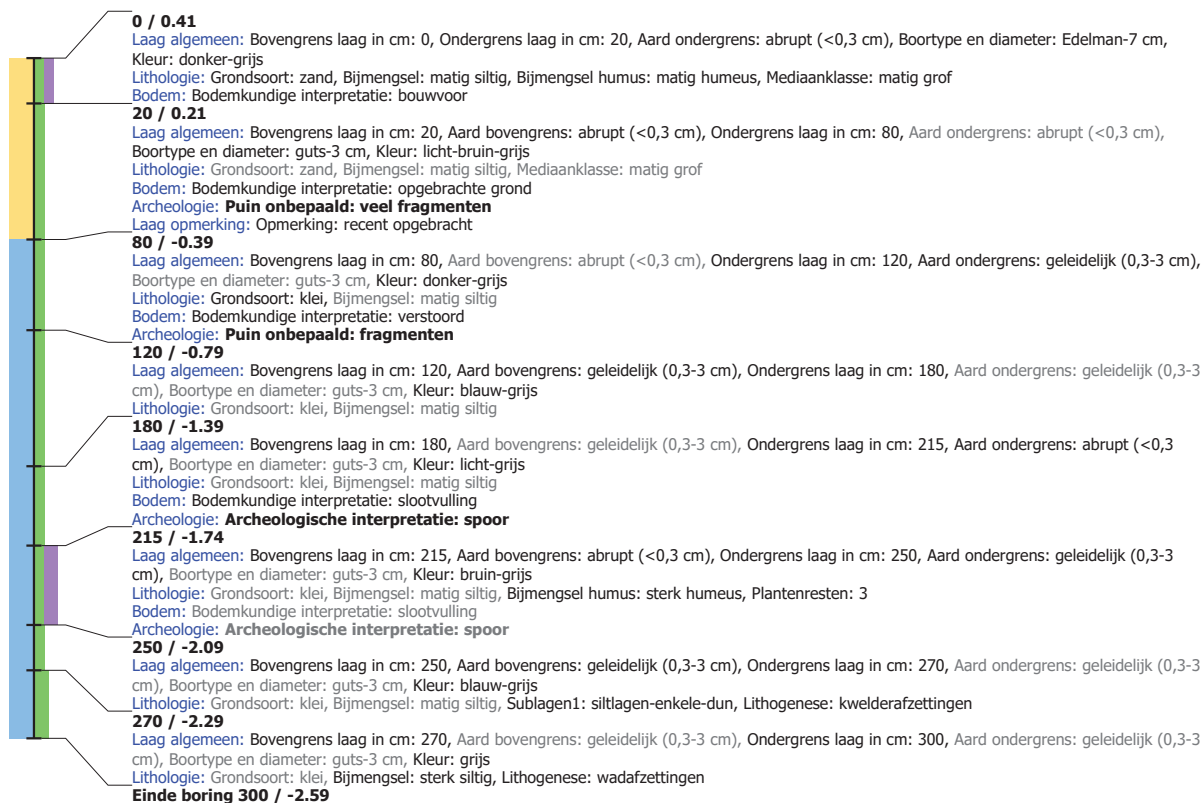 0 / 0.41
Laag algemeen: Bovengrens laag in cm: 0, Ondergrens laag in cm: 20, Aard ondergrens: abrupt (<0,3 cm), Boortype en diameter: Edelman-7 cm,
Kleur: donker-grijs
Lithologie: Grondsoort: zand, Bijmengsel: matig siltig, Bijmengsel humus: matig humeus, Mediaanklasse: matig grof
Bodem: Bodemkundige interpretatie: bouwvoor
20 / 0.21
Laag algemeen: Bovengrens laag in cm: 20, Aard bovengrens: abrupt (<0,3 cm), Ondergrens laag in cm: 80, Aard ondergrens: abrupt (<0,3 cm),
Boortype en diameter: guts-3 cm, Kleur: licht-bruin-grijs
Lithologie: Grondsoort: zand, Bijmengsel: matig siltig, Mediaanklasse: matig grof
Bodem: Bodemkundige interpretatie: opgebrachte grond
Archeologie: Puin onbepaald: veel fragmenten
Laag opmerking: Opmerking: recent opgebracht
80 / -0.39
Laag algemeen: Bovengrens laag in cm: 80, Aard bovengrens: abrupt (<0,3 cm), Ondergrens laag in cm: 120, Aard ondergrens: geleidelijk (0,3-3 cm),
Boortype en diameter: guts-3 cm, Kleur: donker-grijs
Lithologie: Grondsoort: klei, Bijmengsel: matig siltig
Bodem: Bodemkundige interpretatie: verstoord
Archeologie: Puin onbepaald: fragmenten
120 / -0.79
Laag algemeen: Bovengrens laag in cm: 120, Aard bovengrens: geleidelijk (0,3-3 cm), Ondergrens laag in cm: 180, Aard ondergrens: geleidelijk (0,3-3
cm), Boortype en diameter: guts-3 cm, Kleur: blauw-grijs
Lithologie: Grondsoort: klei, Bijmengsel: matig siltig
180 / -1.39
Laag algemeen: Bovengrens laag in cm: 180, Aard bovengrens: geleidelijk (0,3-3 cm), Ondergrens laag in cm: 215, Aard ondergrens: abrupt (<0,3
cm), Boortype en diameter: guts-3 cm, Kleur: licht-grijs
Lithologie: Grondsoort: klei, Bijmengsel: matig siltig
Bodem: Bodemkundige interpretatie: slootvulling
Archeologie: Archeologische interpretatie: spoor
215 / -1.74
Laag algemeen: Bovengrens laag in cm: 215, Aard bovengrens: abrupt (<0,3 cm), Ondergrens laag in cm: 250, Aard ondergrens: geleidelijk (0,3-3
cm), Boortype en diameter: guts-3 cm, Kleur: bruin-grijs
Lithologie: Grondsoort: klei, Bijmengsel: matig siltig, Bijmengsel humus: sterk humeus, Plantenresten: 3
Bodem: Bodemkundige interpretatie: slootvulling
Archeologie: Archeologische interpretatie: spoor
250 / -2.09
Laag algemeen: Bovengrens laag in cm: 250, Aard bovengrens: geleidelijk (0,3-3 cm), Ondergrens laag in cm: 270, Aard ondergrens: geleidelijk (0,3-3
cm), Boortype en diameter: guts-3 cm, Kleur: blauw-grijs
Lithologie: Grondsoort: klei, Bijmengsel: matig siltig, Sublagen1: siltlagen-enkele-dun, Lithogenese: kwelderafzettingen
270 / -2.29
Laag algemeen: Bovengrens laag in cm: 270, Aard bovengrens: geleidelijk (0,3-3 cm), Ondergrens laag in cm: 300, Aard ondergrens: geleidelijk (0,3-3
cm), Boortype en diameter: guts-3 cm, Kleur: grijs
Lithologie: Grondsoort: klei, Bijmengsel: sterk siltig, Lithogenese: wadafzettingen
Einde boring 300 / -2.59